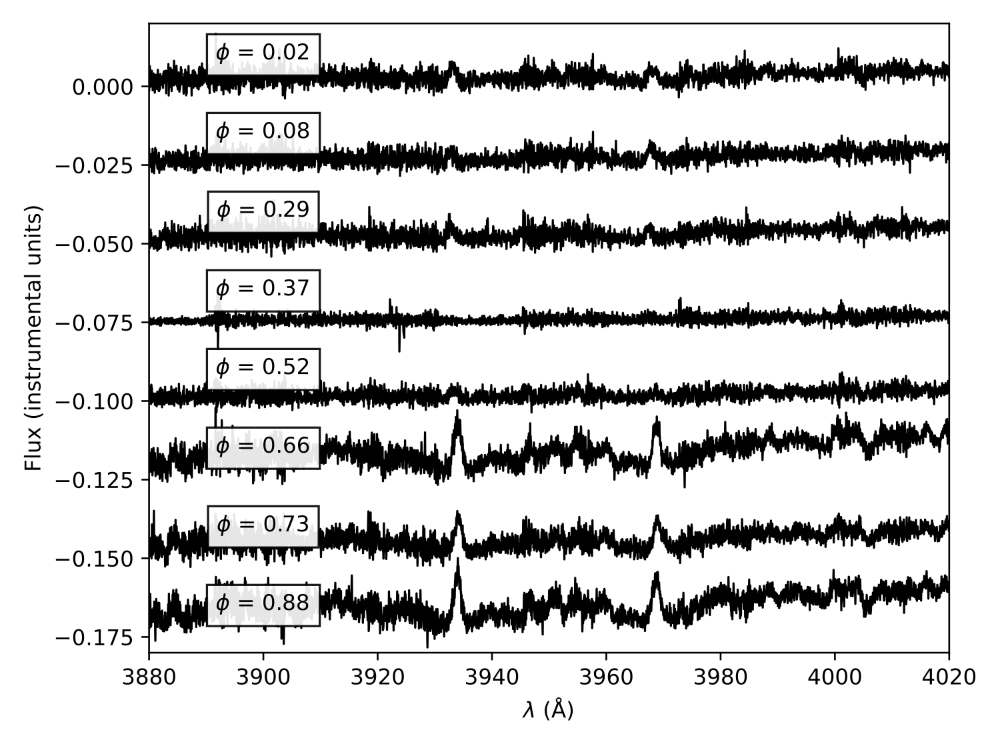 ϕ = 0.02
ϕ = 0.08
ϕ = 0.29
ϕ = 0.37
ϕ = 0.52
ϕ = 0.66
ϕ = 0.73
ϕ = 0.88
Flux (instrumental units)
0.000
−0.025
−0.050
−0.075
−0.100
−0.125
−0.150
−0.175
3880 3900 3920 3940 3960 3980 4000 4020
λ (Å)